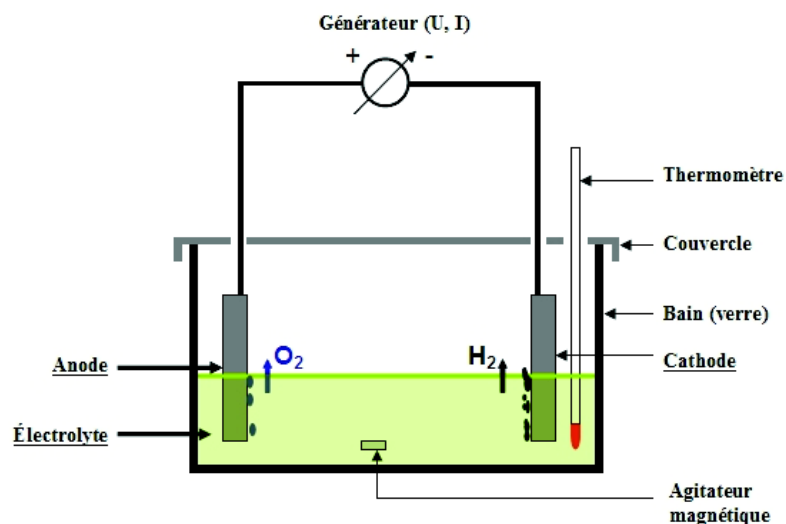 Générateur (U, I)
+ -
Thermomètre
Couvercle
Bain (verre)
O2 H2
Anode
Cathode
Électrolyte
Agitateur
magnétique